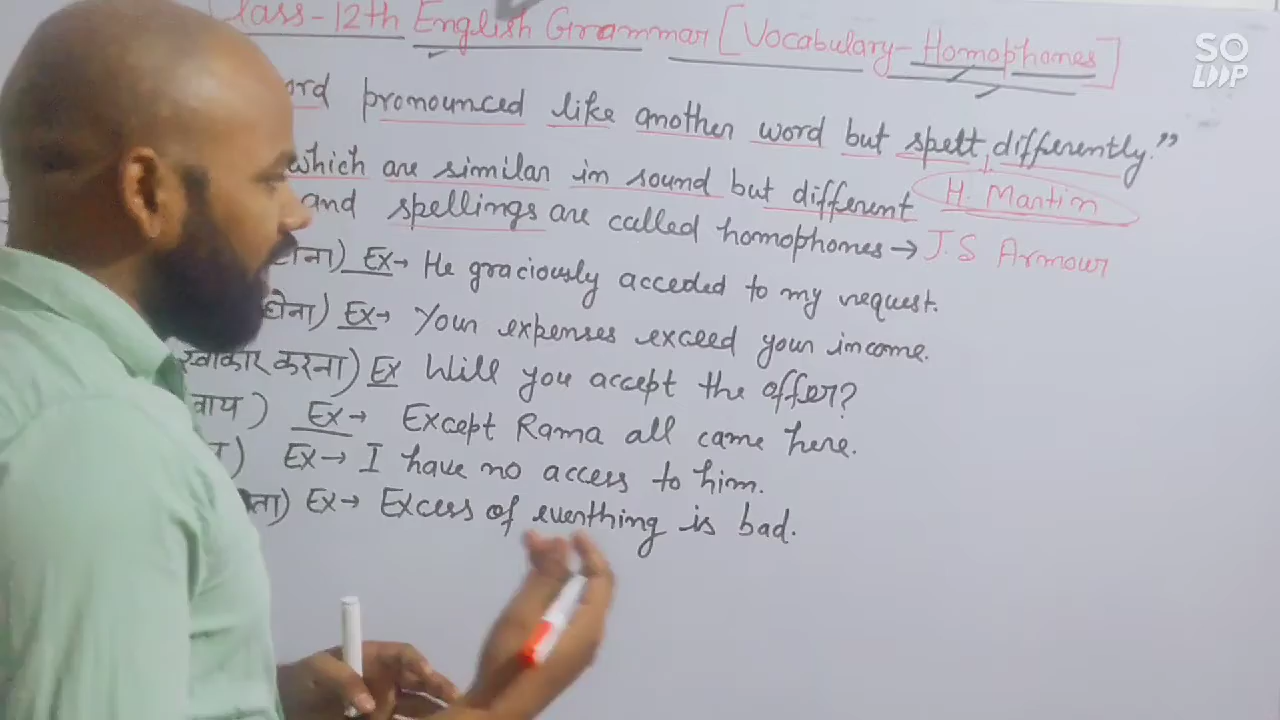 Class-12th English Grammar [Vocabulary-Homophones]
SO LOOP
pronounced like another word but spelt differently."
which are similar in sound but different H. Martin
and spellings are called homophones→ J.S Armour
Ex→ He graciously acceded to my request.
Ex→ Your expenses exceed your income.
करना) Ex Will you accept the offer?
Ex→ Except Rama all came here.
Ex→ I have no access to him.
Ex→ Excess of everthing is bad.